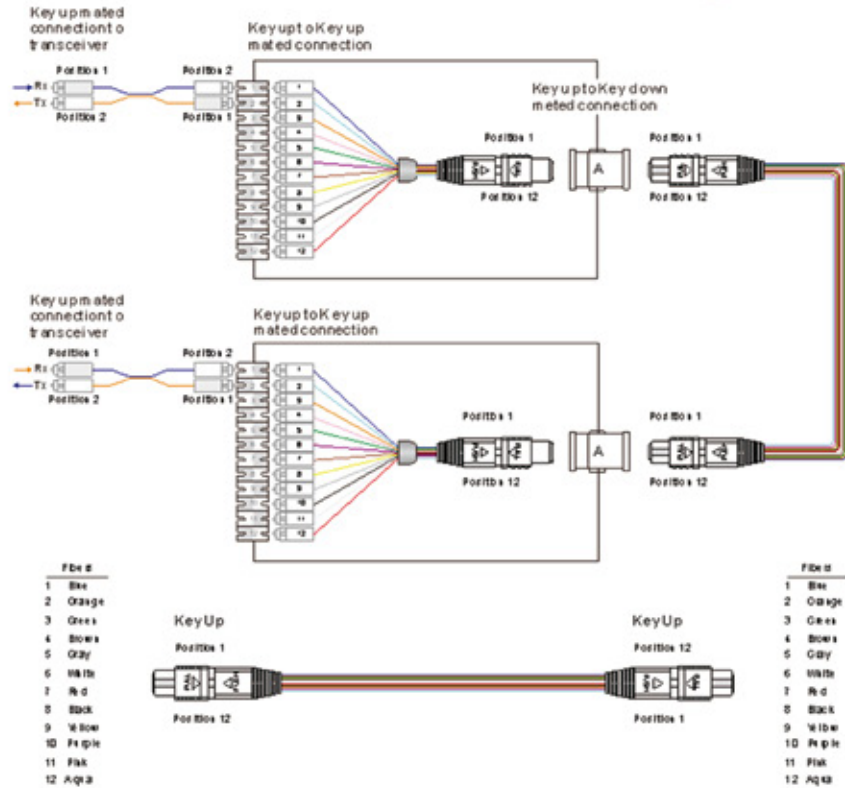 Key up mated
connection to
transceiver
Key up to Key up
mated connection
Position 1
Position 2
Rx
Tx
Position 2
Position 1
1
2
3
4
5
6
7
8
9
10
11
12
Key up to Key down
meted connection
Position 1
Position 12
A
Position 1
Position 12
Key up mated
connection to
transceiver
Key up to Key up
mated connection
Position 1
Position 2
Rx
Tx
Position 2
Position 1
1
2
3
4
5
6
7
8
9
10
11
12
Position 1
Position 12
A
Position 1
Position 12
1 Blue
2 Orange
3 Green
4 Brown
5 Gray
6 White
7 Red
8 Black
9 Yellow
10 Purple
11 Pink
12 Aqua
Key Up
Position 1
Position 12
Key Up
Position 12
Position 1
1 Blue
2 Orange
3 Green
4 Brown
5 Gray
6 White
7 Red
8 Black
9 Yellow
10 Purple
11 Pink
12 Aqua